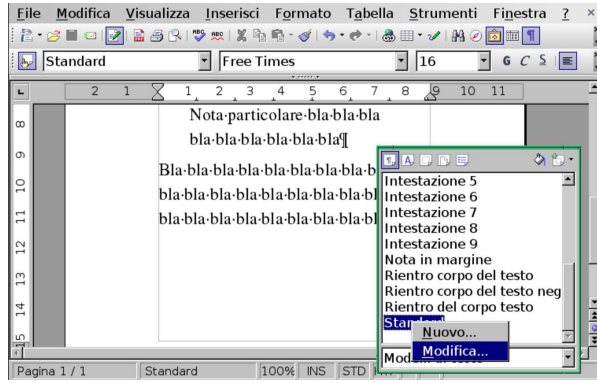 File Modifica Visualizza Inserisci Formato Tabella Strumenti Finestra ? ×
ABC ABC
Standard Free Times 16 G C S
2 1 1 2 3 4 5 6 7 8 9 10 11
8
9
10
11
12
13
14
15
Nota·particolare·bla·bla·bla
bla·bla·bla·bla·bla·bla¶
Bla·bla·bla·bla·bla·bla·bla·b
bla·bla·bla·bla·bla·bla·bla·bl
bla·bla·bla·bla·bla·bla·bla·bl
Intestazione 5
Intestazione 6
Intestazione 7
Intestazione 8
Intestazione 9
Nota in margine
Rientro corpo del testo
Rientro corpo del testo neg
Rientro del corpo testo
Standard
Nuovo...
Modifica...
Pagina 1 / 1 Standard 100% INS STD